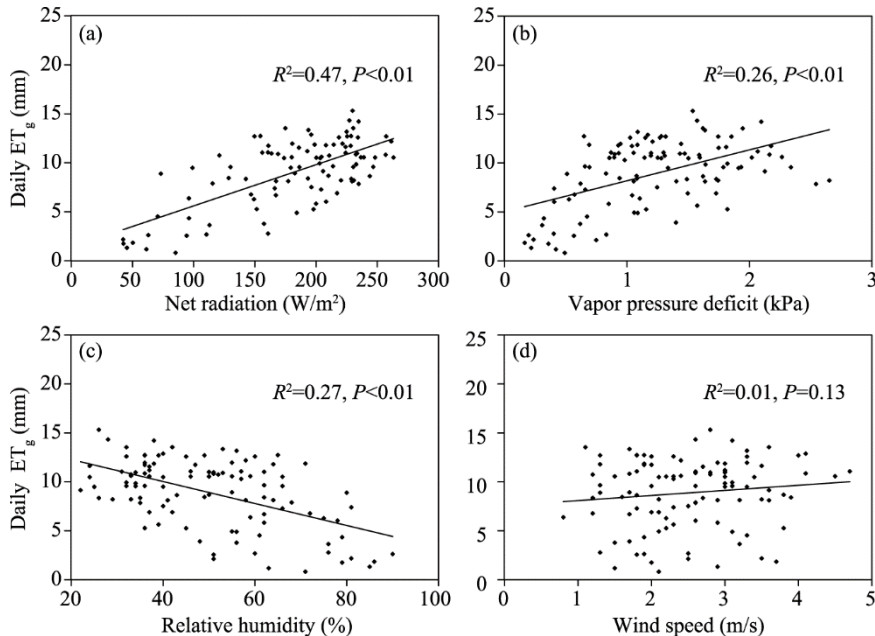 (a)
R²=0.47, P<0.01
Daily ETg (mm)
25
20
15
10
5
0
0 50 100 150 200 250 300
Net radiation (W/m²)
(b)
R²=0.26, P<0.01
25
20
15
10
5
0
0 1 2 3
Vapor pressure deficit (kPa)
(c)
R²=0.27, P<0.01
Daily ETg (mm)
25
20
15
10
5
0
20 40 60 80 100
Relative humidity (%)
(d)
R²=0.01, P=0.13
25
20
15
10
5
0
0 1 2 3 4 5
Wind speed (m/s)